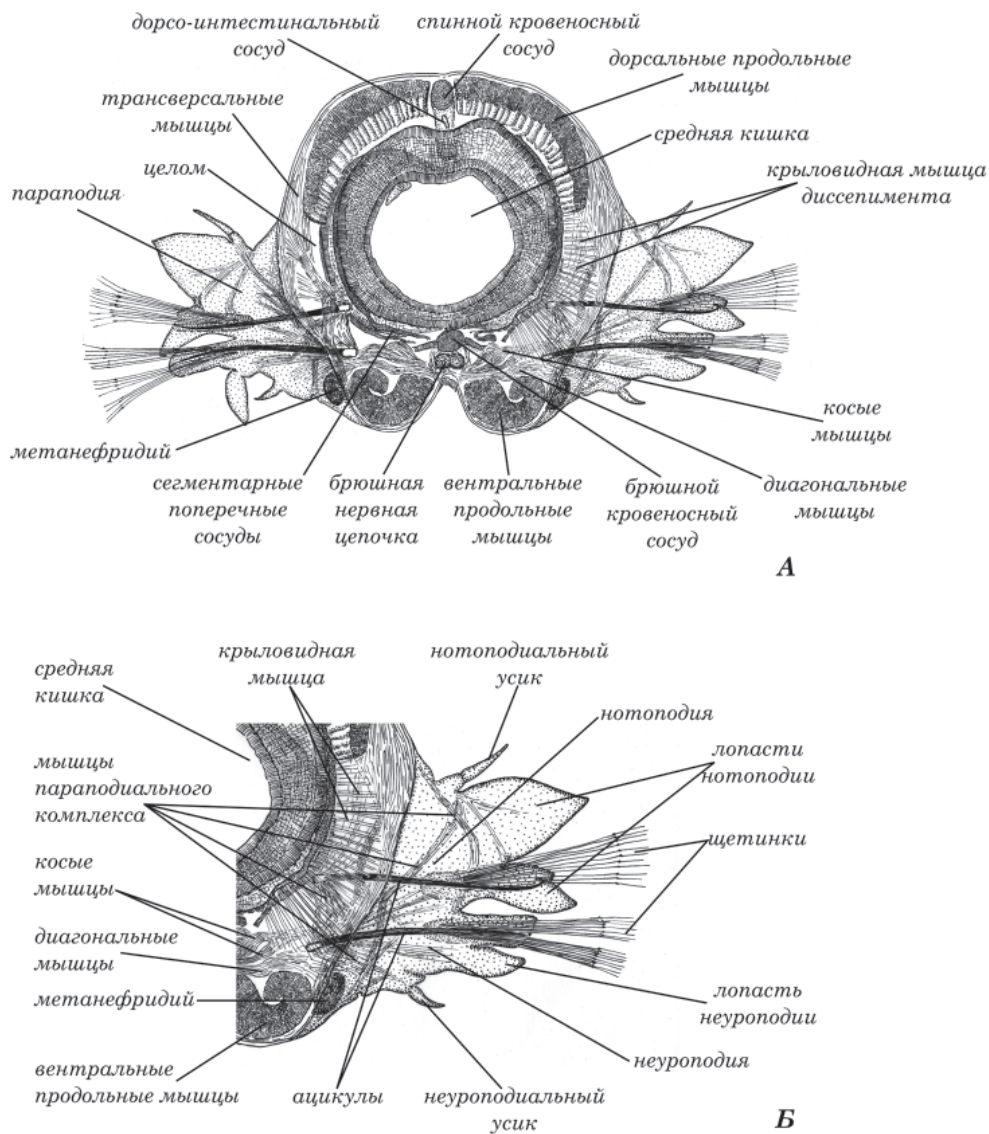 дорсо-интестинальный
сосуд
спинной кровеносный
сосуд
дорсальные продольные
мышцы
трансверсальные
мышцы
средняя кишка
целом
крыловидная мышца
диссепимента
параподия
косые
мышцы
метанефридий
сегментарные
поперечные
сосуды
брюшная
нервная
цепочка
вентральные
продольные
мышцы
брюшной
кровеносный
сосуд
диагональные
мышцы
А
средняя
кишка
крыловидная
мышца
нотоподиальный
усик
нотоподия
лопасти
нотоподии
мышцы
параподиального
комплекса
щетинки
косые
мышцы
диагональные
мышцы
метанефридий
лопасть
неуроподии
неуроподия
вентральные
продольные мышцы
ацикулы
неуроподиальный
усик
Б